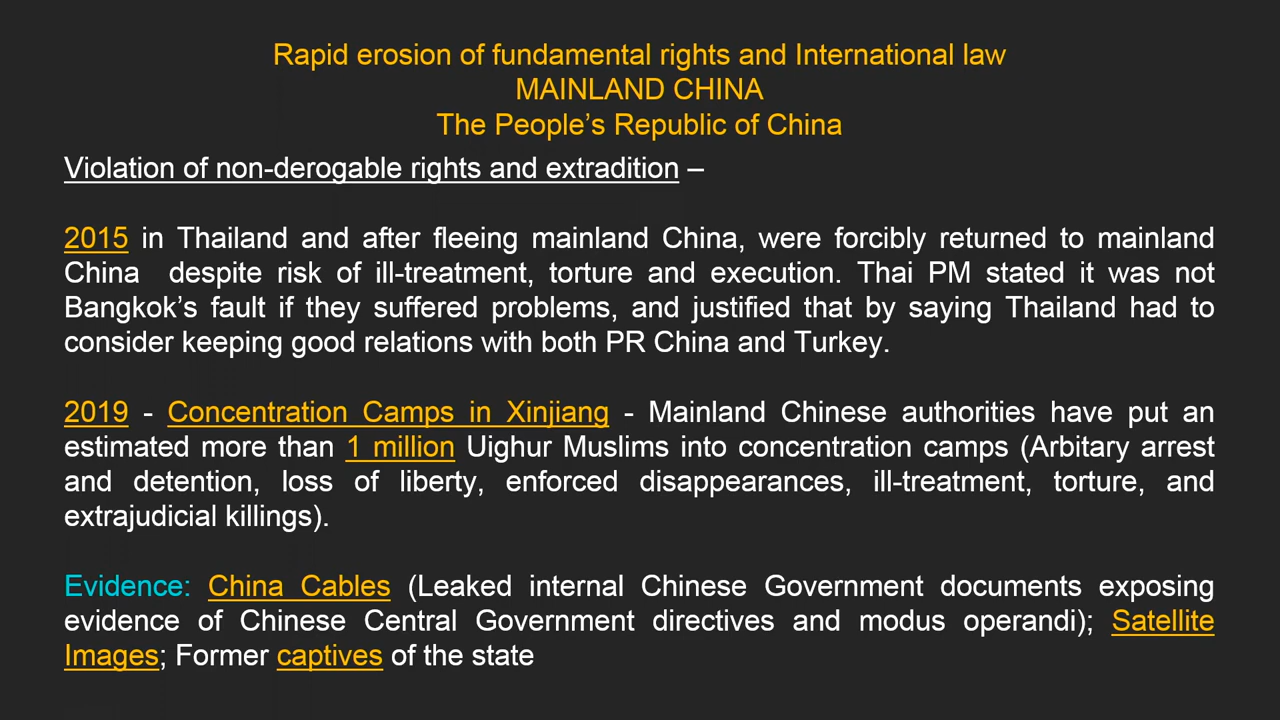 Rapid erosion of fundamental rights and International law
MAINLAND CHINA
The People’s Republic of China
Violation of non-derogable rights and extradition –
2015 in Thailand and after fleeing mainland China, were forcibly returned to mainland
China despite risk of ill-treatment, torture and execution. Thai PM stated it was not
Bangkok’s fault if they suffered problems, and justified that by saying Thailand had to
consider keeping good relations with both PR China and Turkey.
2019 - Concentration Camps in Xinjiang - Mainland Chinese authorities have put an
estimated more than 1 million Uighur Muslims into concentration camps (Arbitary arrest
and detention, loss of liberty, enforced disappearances, ill-treatment, torture, and
extrajudicial killings).
Evidence: China Cables (Leaked internal Chinese Government documents exposing
evidence of Chinese Central Government directives and modus operandi); Satellite
Images; Former captives of the state